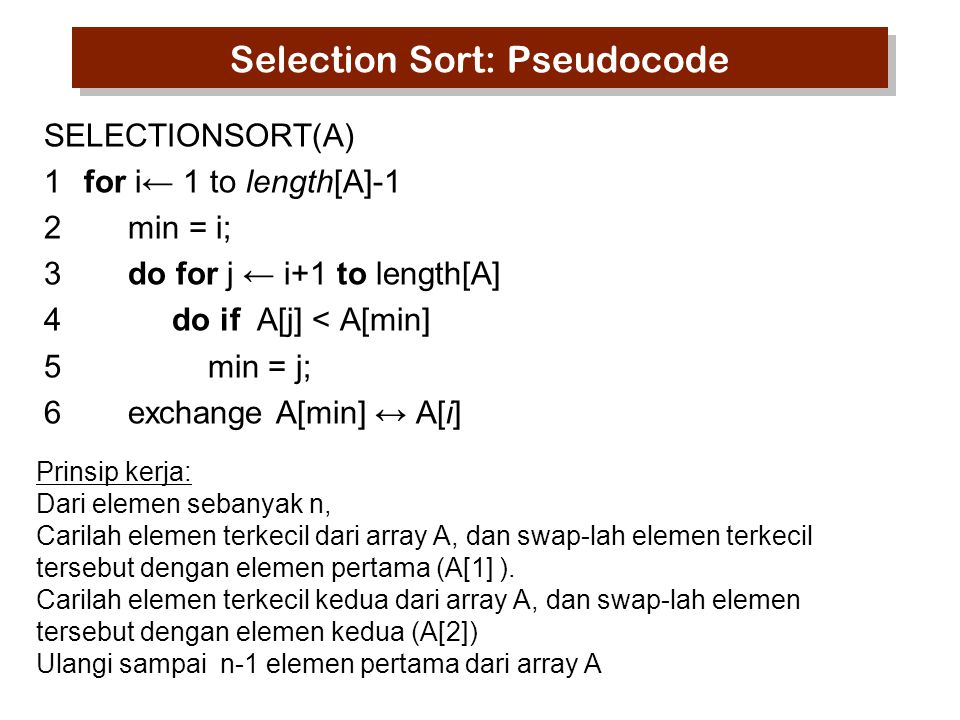 Selection Sort: Pseudocode
SELECTIONSORT(A)
1 for i← 1 to length[A]-1
2 min = i;
3 do for j ← i+1 to length[A]
4 do if A[j] < A[min]
5 min = j;
6 exchange A[min] ↔ A[i]
Prinsip kerja:
Dari elemen sebanyak n,
Carilah elemen terkecil dari array A, dan swap-lah elemen terkecil
tersebut dengan elemen pertama (A[1] ).
Carilah elemen terkecil kedua dari array A, dan swap-lah elemen
tersebut dengan elemen kedua (A[2])
Ulangi sampai n-1 elemen pertama dari array A